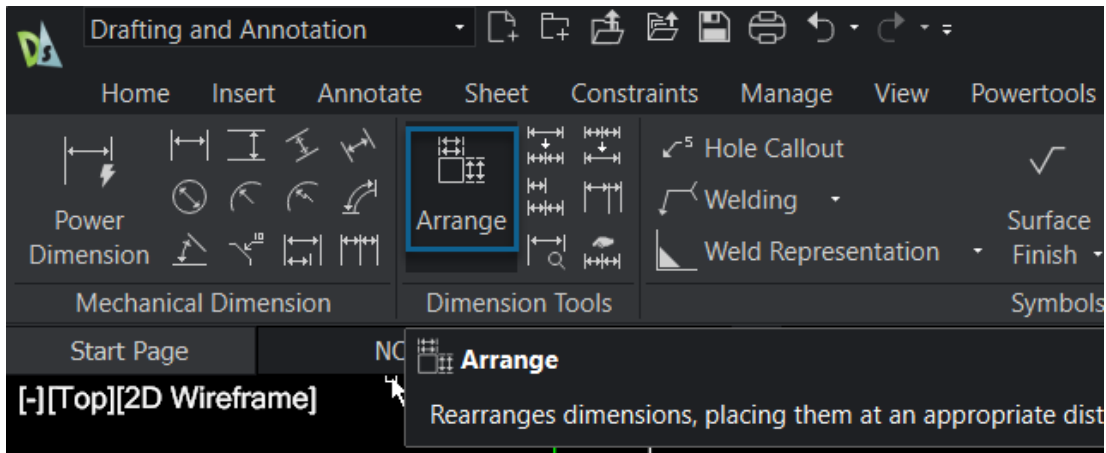 Drafting and Annotation
Home Insert Annotate Sheet Constraints Manage View Powertools
Power
Dimension
Mechanical Dimension
Arrange
Dimension Tools
5 Hole Callout
Welding
Weld Representation
Surface
Finish
Symbols
Start Page
NC
Arrange
Rearranges dimensions, placing them at an appropriate dist
[-][Top][2D Wireframe]